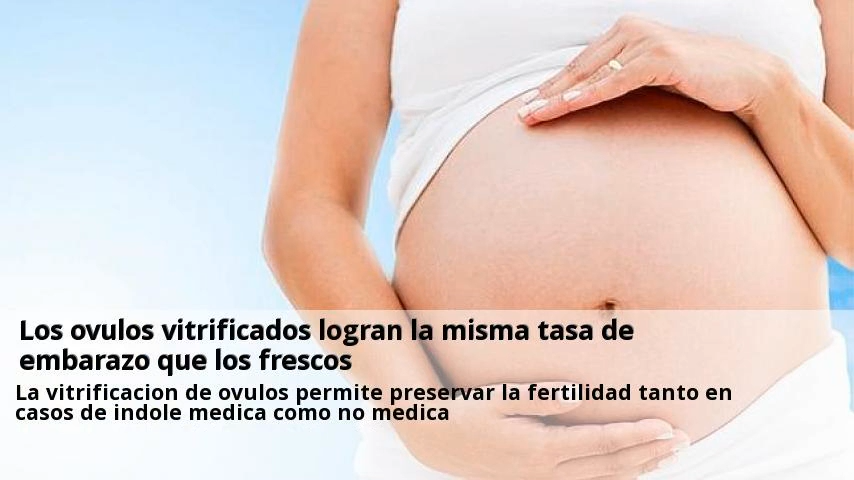 Los ovulos vitrificados logran la misma tasa de
embarazo que los frescos
La vitrificacion de ovulos permite preservar la fertilidad tanto en
casos de indole medica como no medica